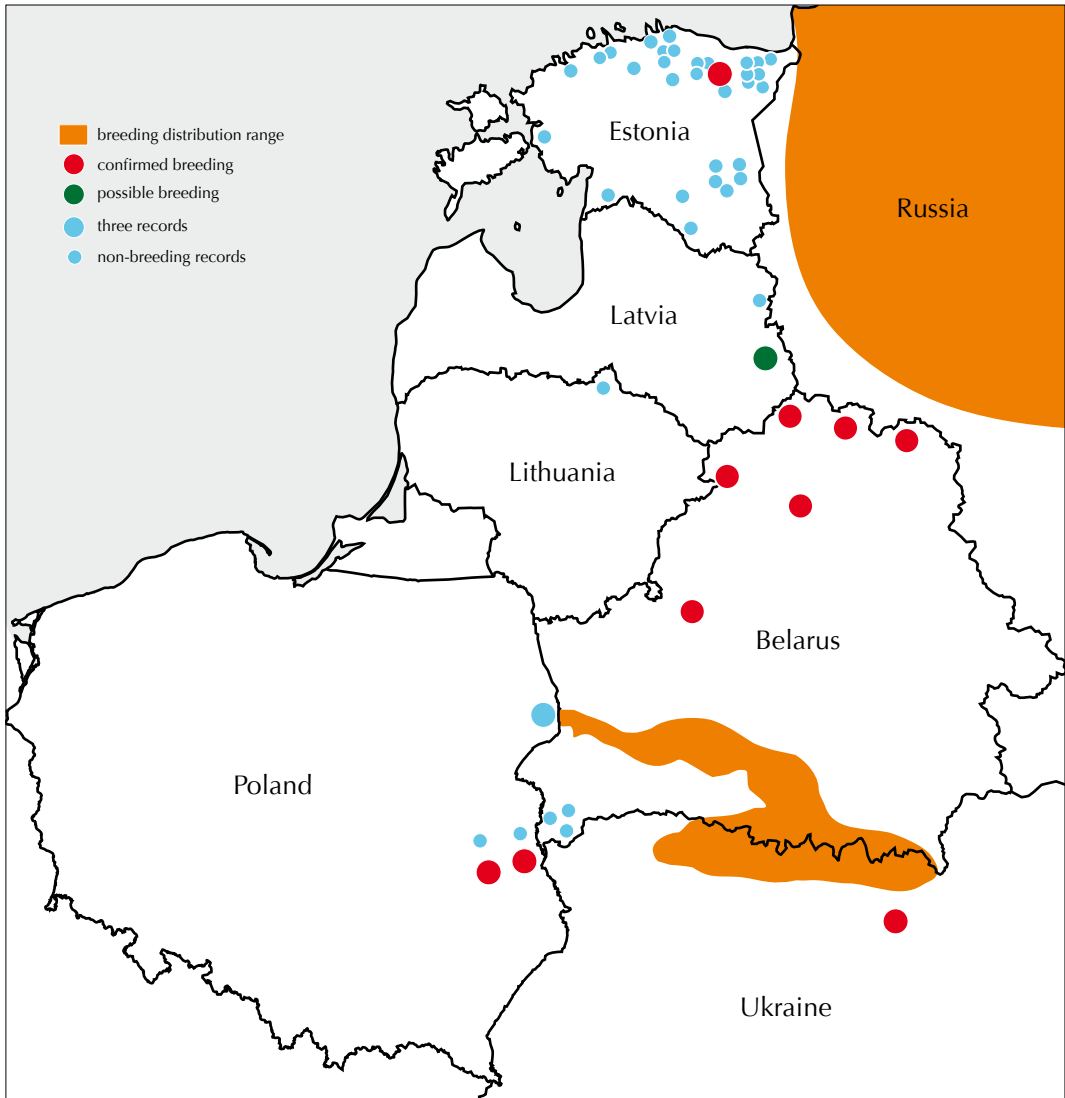 Estonia
breeding distribution range
confirmed breeding
possible breeding
three records
non-breeding records
Russia
Latvia
Lithuania
Belarus
Poland
Ukraine